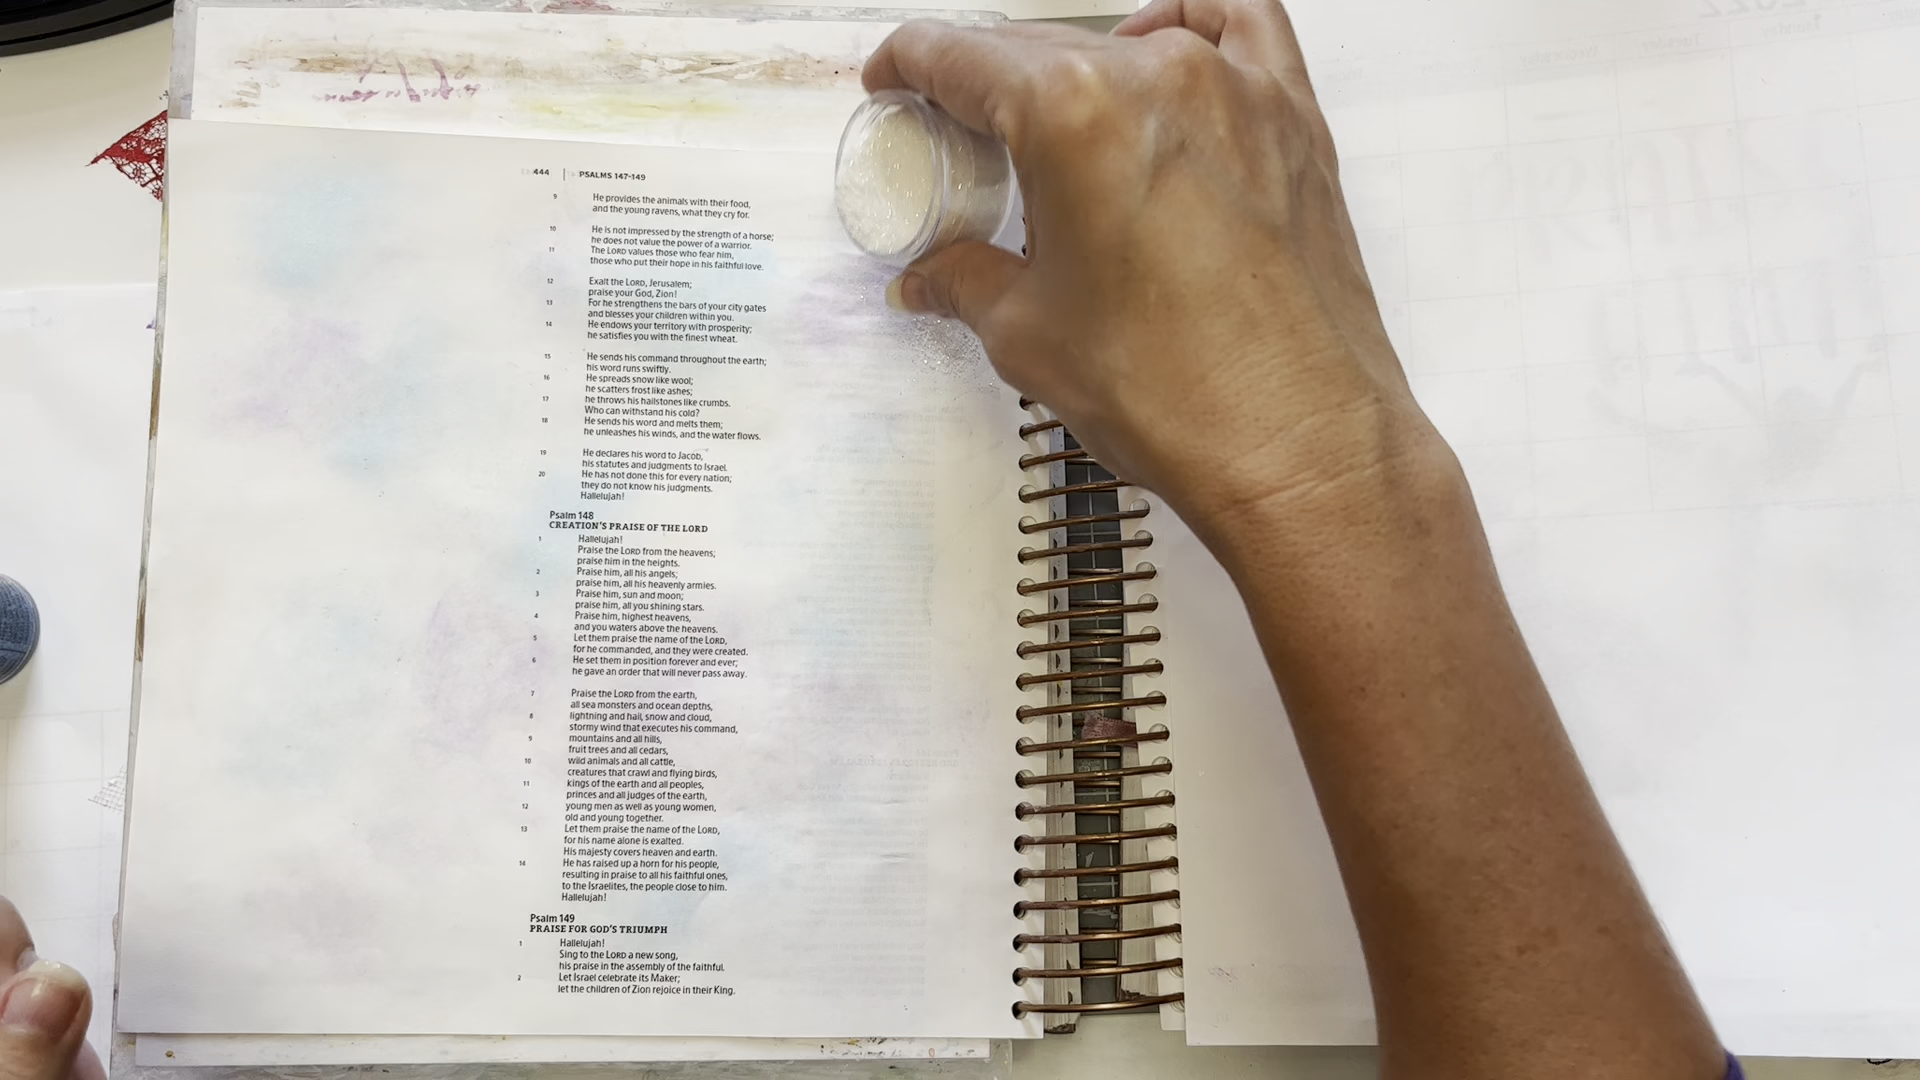 444 | PSALMS 147-149
9 He provides the animals with their food,
and the young ravens, what they cry for.
10 He is not impressed by the strength of a horse;
he does not value the power of a warrior.
11 The LORD values those who fear him,
those who put their hope in his faithful love.
12 Exalt the LORD, Jerusalem;
praise your God, Zion!
13 For he strengthens the bars of your city gates
and blesses your children within you.
14 He endows your territory with prosperity;
he satisfies you with the finest wheat.
15 He sends his command throughout the earth;
his word runs swiftly.
16 He spreads snow like wool;
he scatters frost like ashes;
17 he throws his hailstones like crumbs.
Who can withstand his cold?
18 He sends his word and melts them;
he unleashes his winds, and the water flows.
19 He declares his word to Jacob,
his statutes and judgments to Israel.
20 He has not done this for every nation;
they do not know his judgments.
Hallelujah!
Psalm 148
CREATION'S PRAISE OF THE LORD
1 Hallelujah!
Praise the LORD from the heavens;
praise him in the heights.
2 Praise him, all his angels;
praise him, all his heavenly armies.
3 Praise him, sun and moon;
praise him, all you shining stars.
4 Praise him, highest heavens,
and you waters above the heavens.
5 Let them praise the name of the LORD,
for he commanded, and they were created.
6 He set them in position forever and ever;
he gave an order that will never pass away.
7 Praise the LORD from the earth,
all sea monsters and ocean depths,
8 lightning and hail, snow and cloud,
stormy wind that executes his command,
9 mountains and all hills,
fruit trees and all cedars,
10 wild animals and all cattle,
creatures that crawl and flying birds,
11 kings of the earth and all peoples,
princes and all judges of the earth,
12 young men as well as young women,
old and young together.
13 Let them praise the name of the LORD,
for his name alone is exalted.
His majesty covers heaven and earth.
14 He has raised up a horn for his people,
resulting in praise to all his faithful ones,
to the Israelites, the people close to him.
Hallelujah!
Psalm 149
PRAISE FOR GOD'S TRIUMPH
1 Hallelujah!
Sing to the LORD a new song,
his praise in the assembly of the faithful.
2 Let Israel celebrate its Maker;
let the children of Zion rejoice in their King.